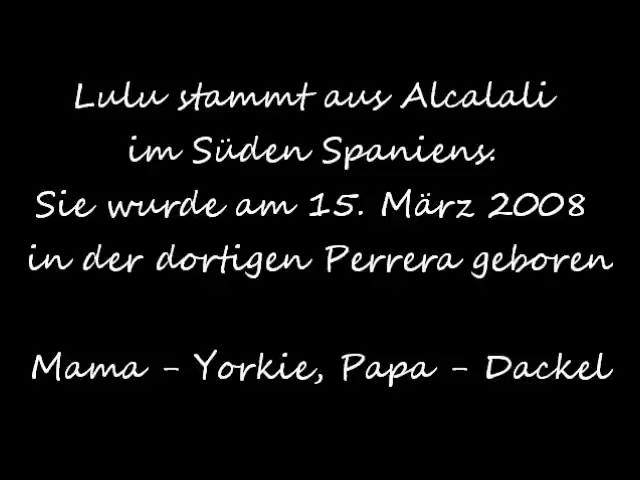 Lulu stammt aus Alcalali
im Süden Spaniens.
Sie wurde am 15. März 2008
in der dortigen Perrera geboren
Mama - Yorkie, Papa - Dackel